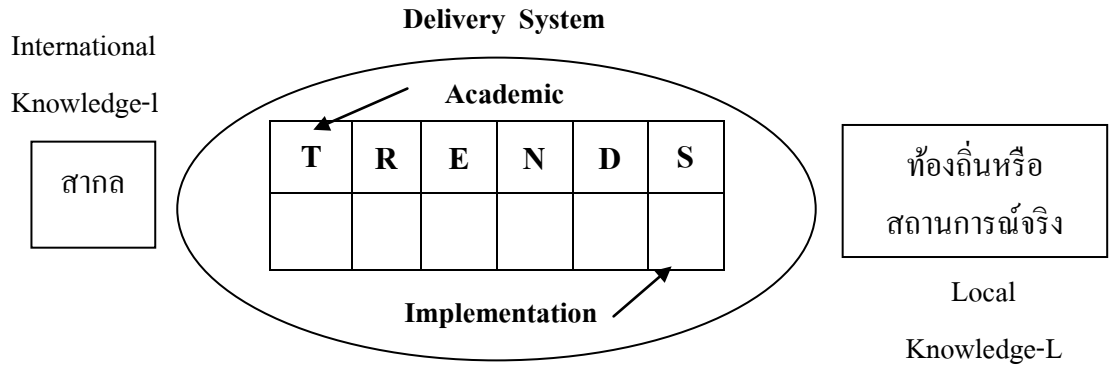 Delivery System
International
Knowledge-l
Academic
T R E N D S
สากล
ท้องถิ่นหรือ
สถานการณ์จริง
Implementation
Local
Knowledge-L